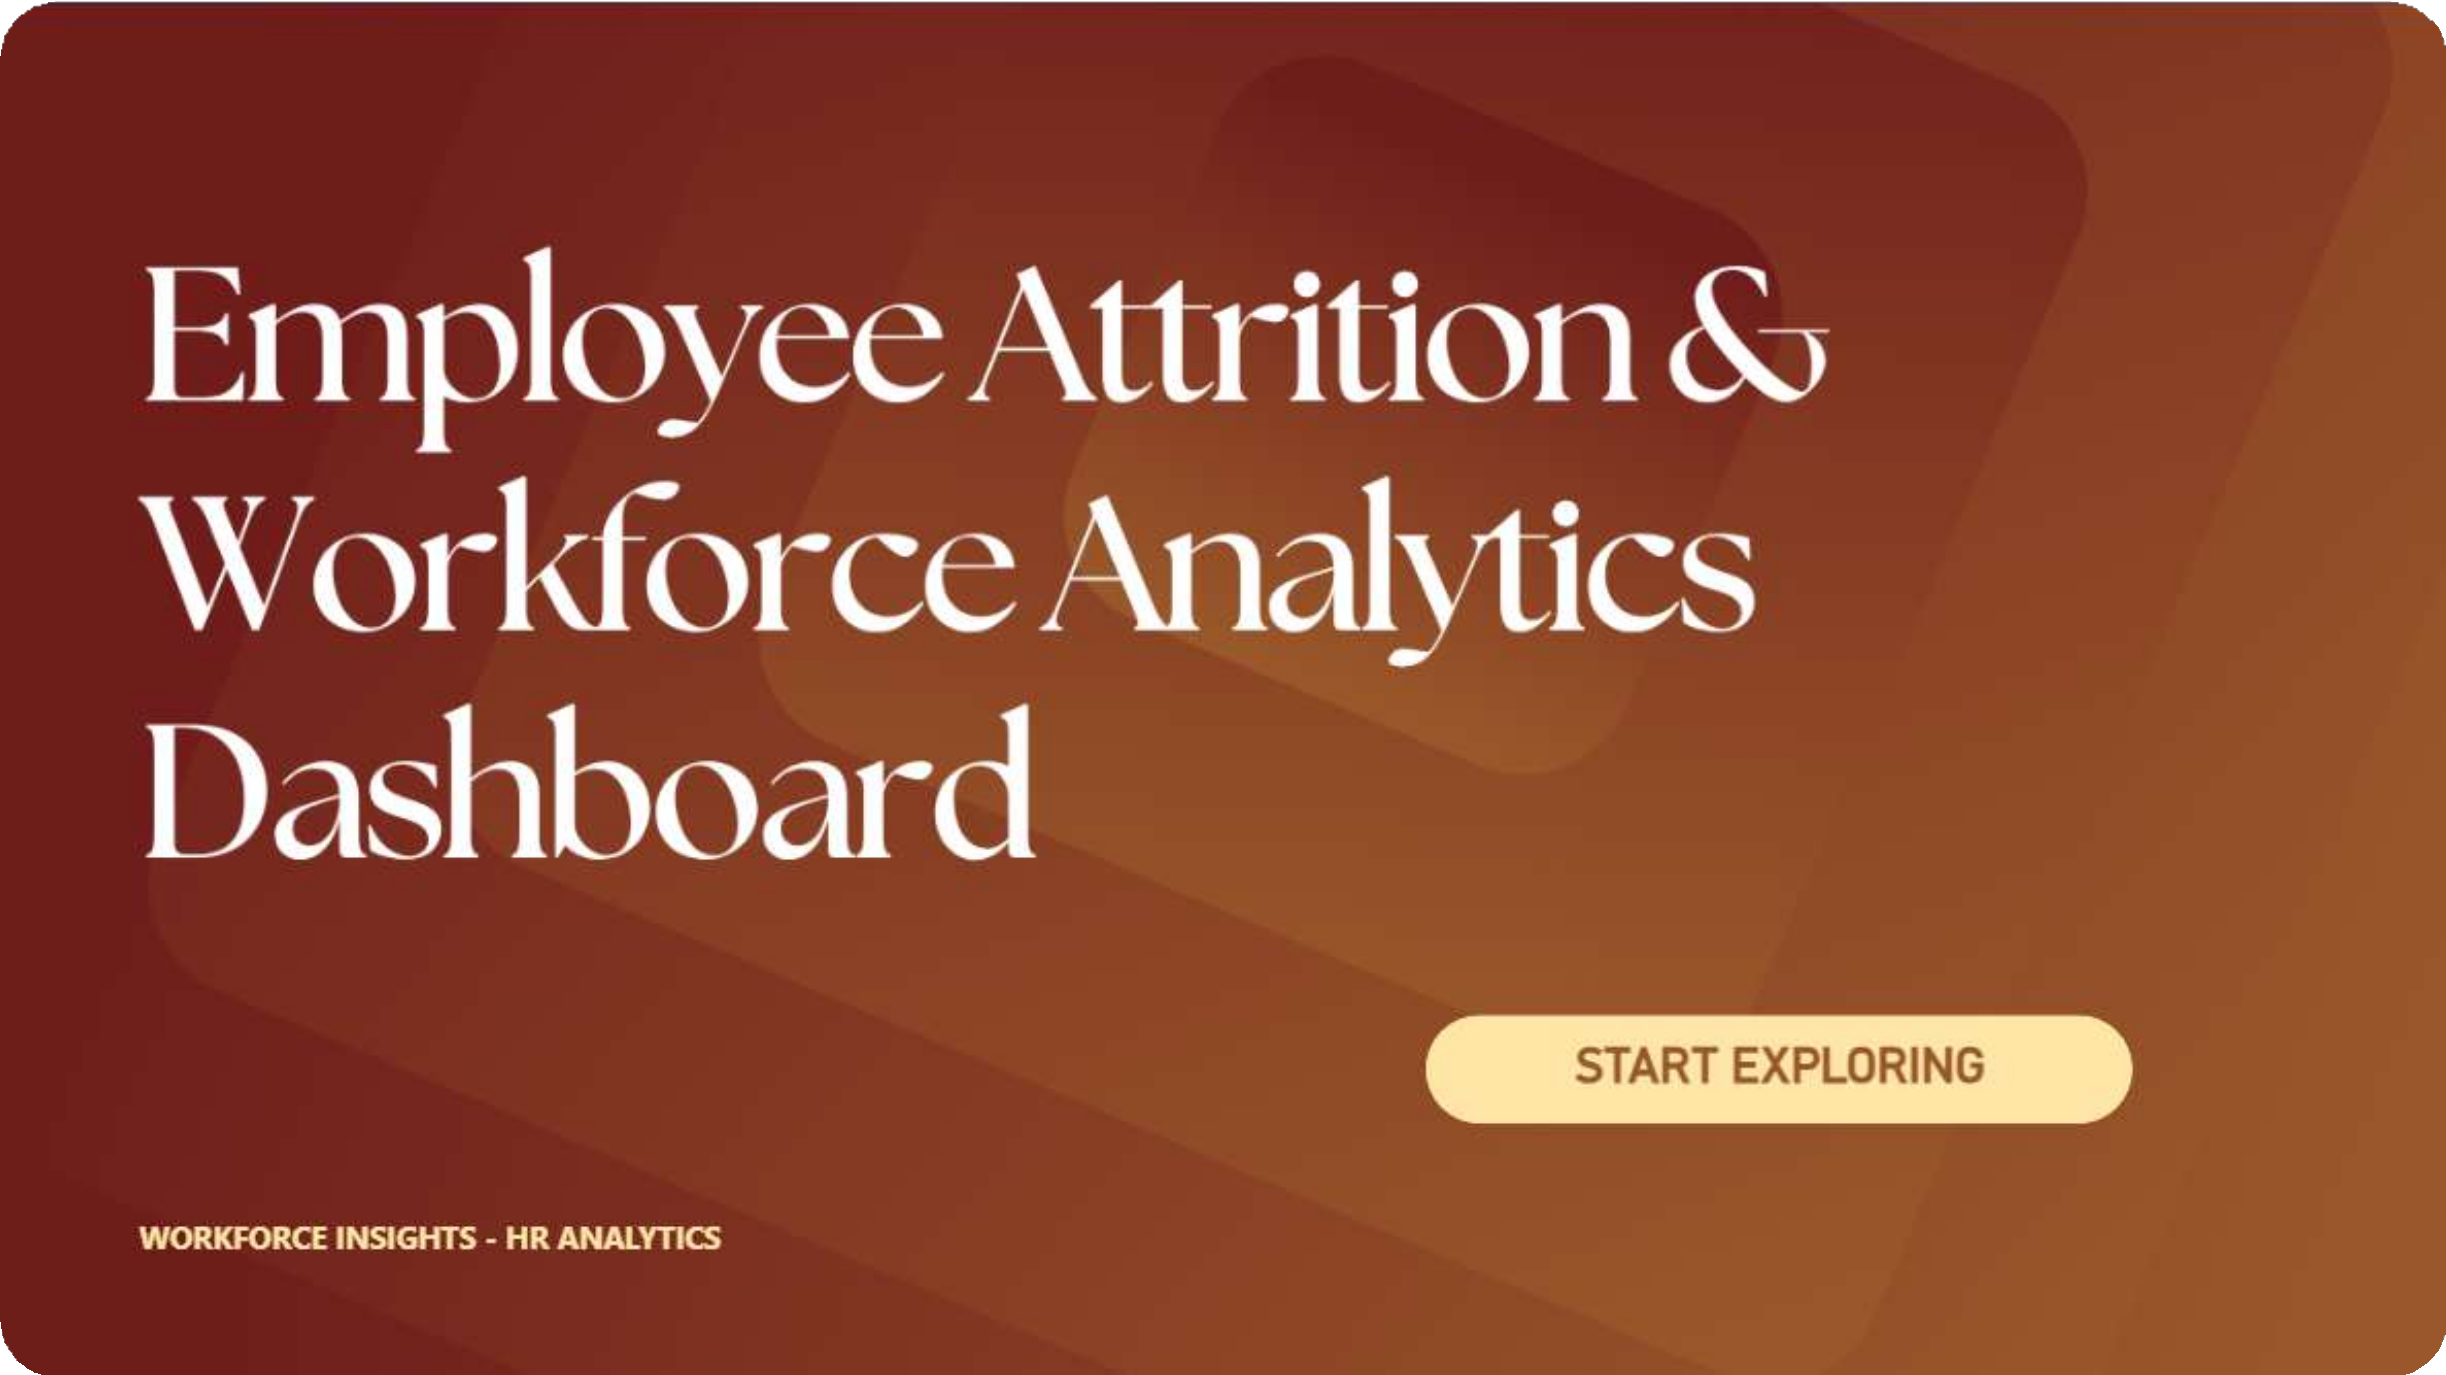 Employee Attrition &
Workforce Analytics
Dashboard
START EXPLORING
WORKFORCE INSIGHTS - HR ANALYTICS